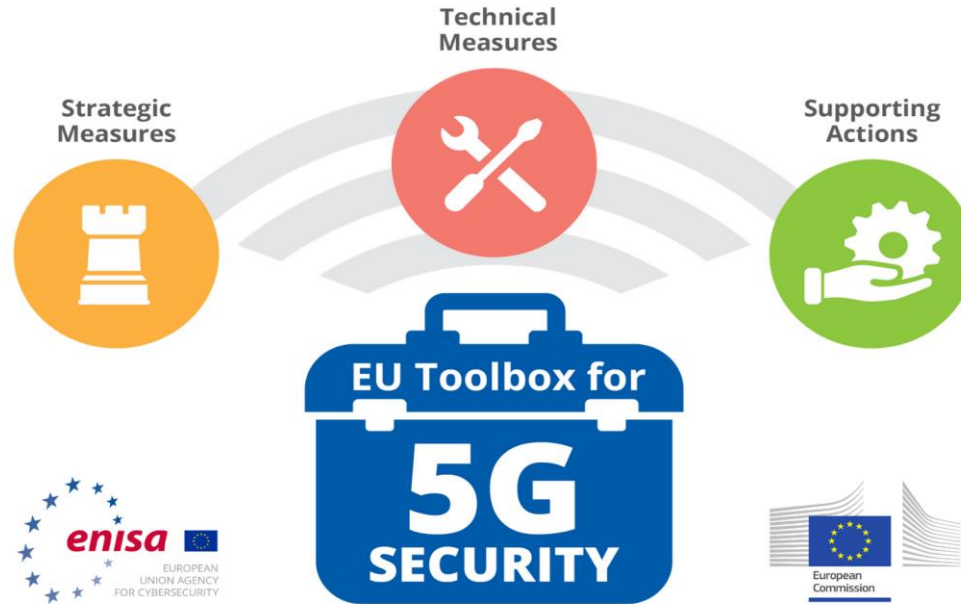 Technical
Measures
Strategic
Measures
Supporting
Actions
EU Toolbox for
5G
SECURITY
enisa
EUROPEAN
UNION AGENCY
FOR CYBERSECURITY
European
Commission